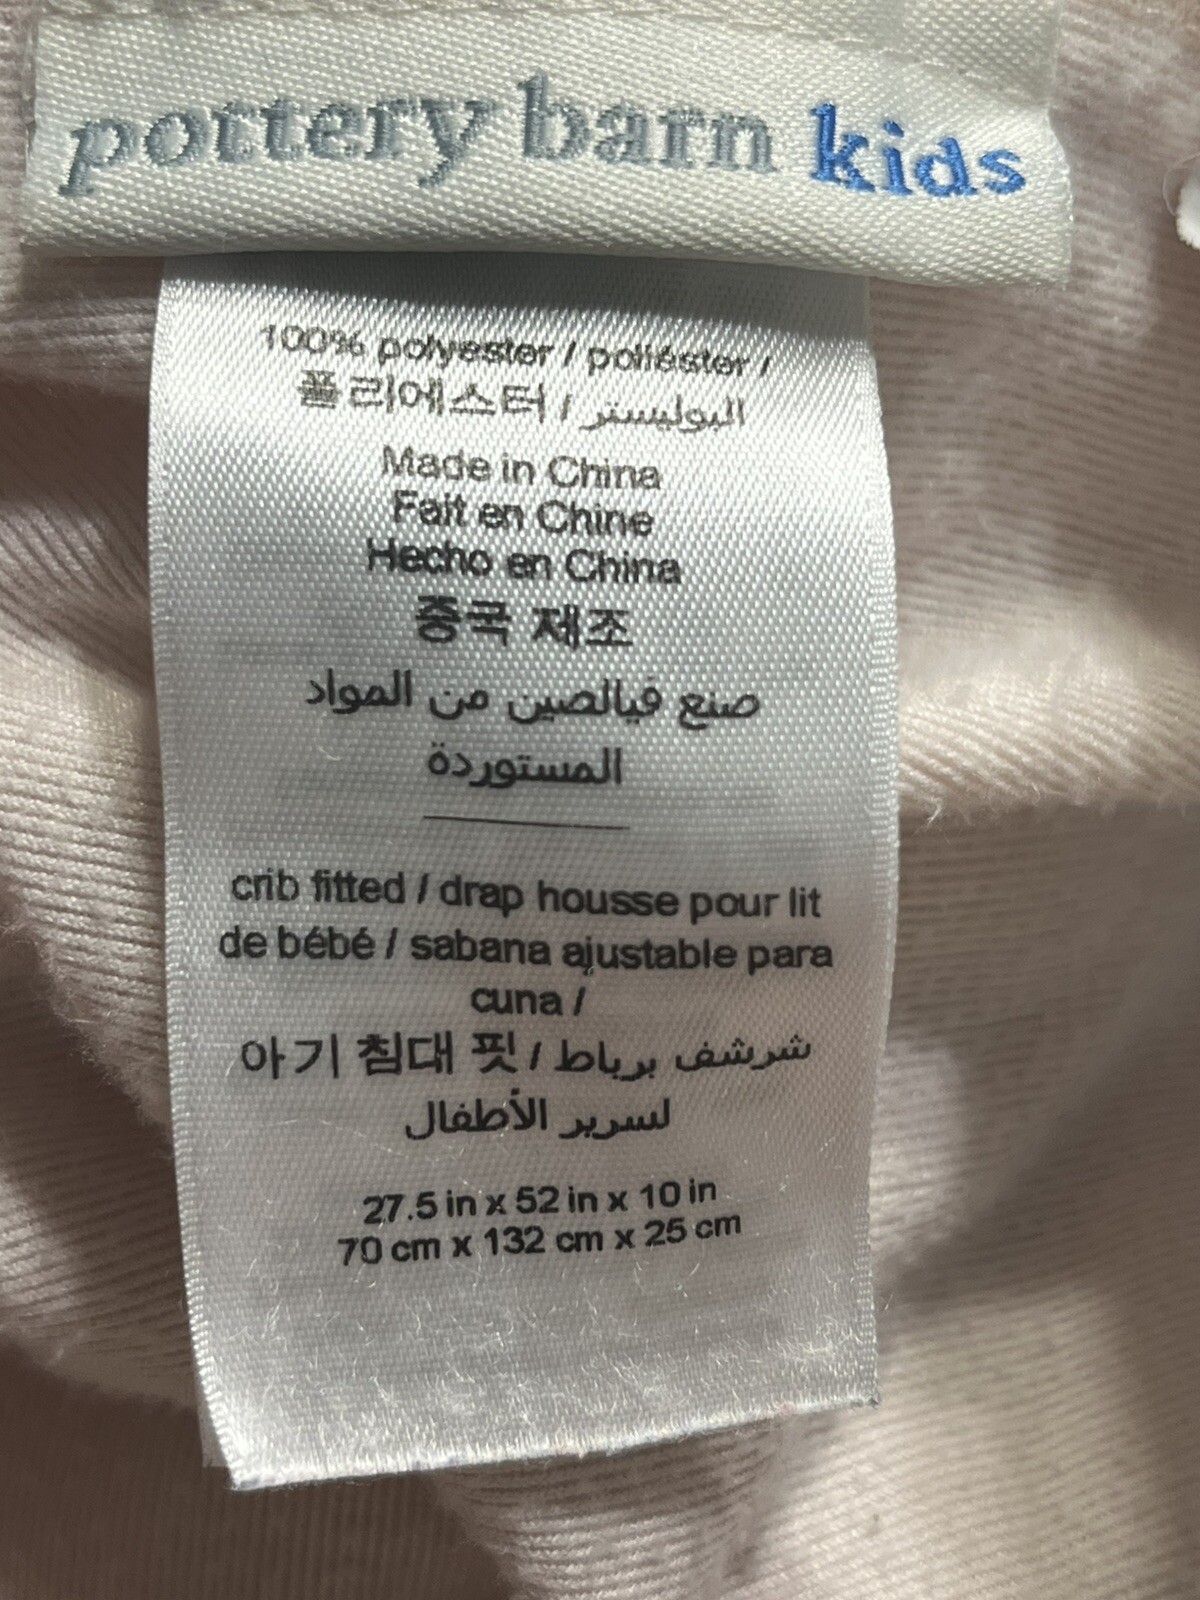 pottery barn kids
100% polyester / poliéster /
폴리에스터 / البوليستر
Made in China
Fait en Chine
Hecho en China
중국 제조
صنع فيالصين من المواد
المستوردة
crib fitted / drap housse pour lit
de bébé / sabana ajustable para
cuna /
아기 침대 핏 / شرشف برباط
لسرير الأطفال
27.5 in x 52 in x 10 in
70 cm x 132 cm x 25 cm